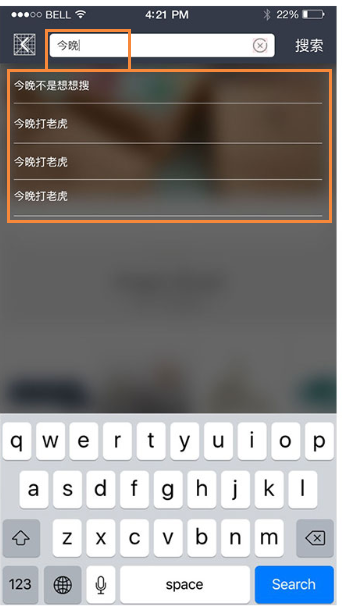 BELL 4:21 PM 22%
今晚 搜索
今晚不是想想搜
今晚打老虎
今晚打老虎
今晚打老虎
q w e r t y u i o p
a s d f g h j k l
z x c v b n m
123 space Search